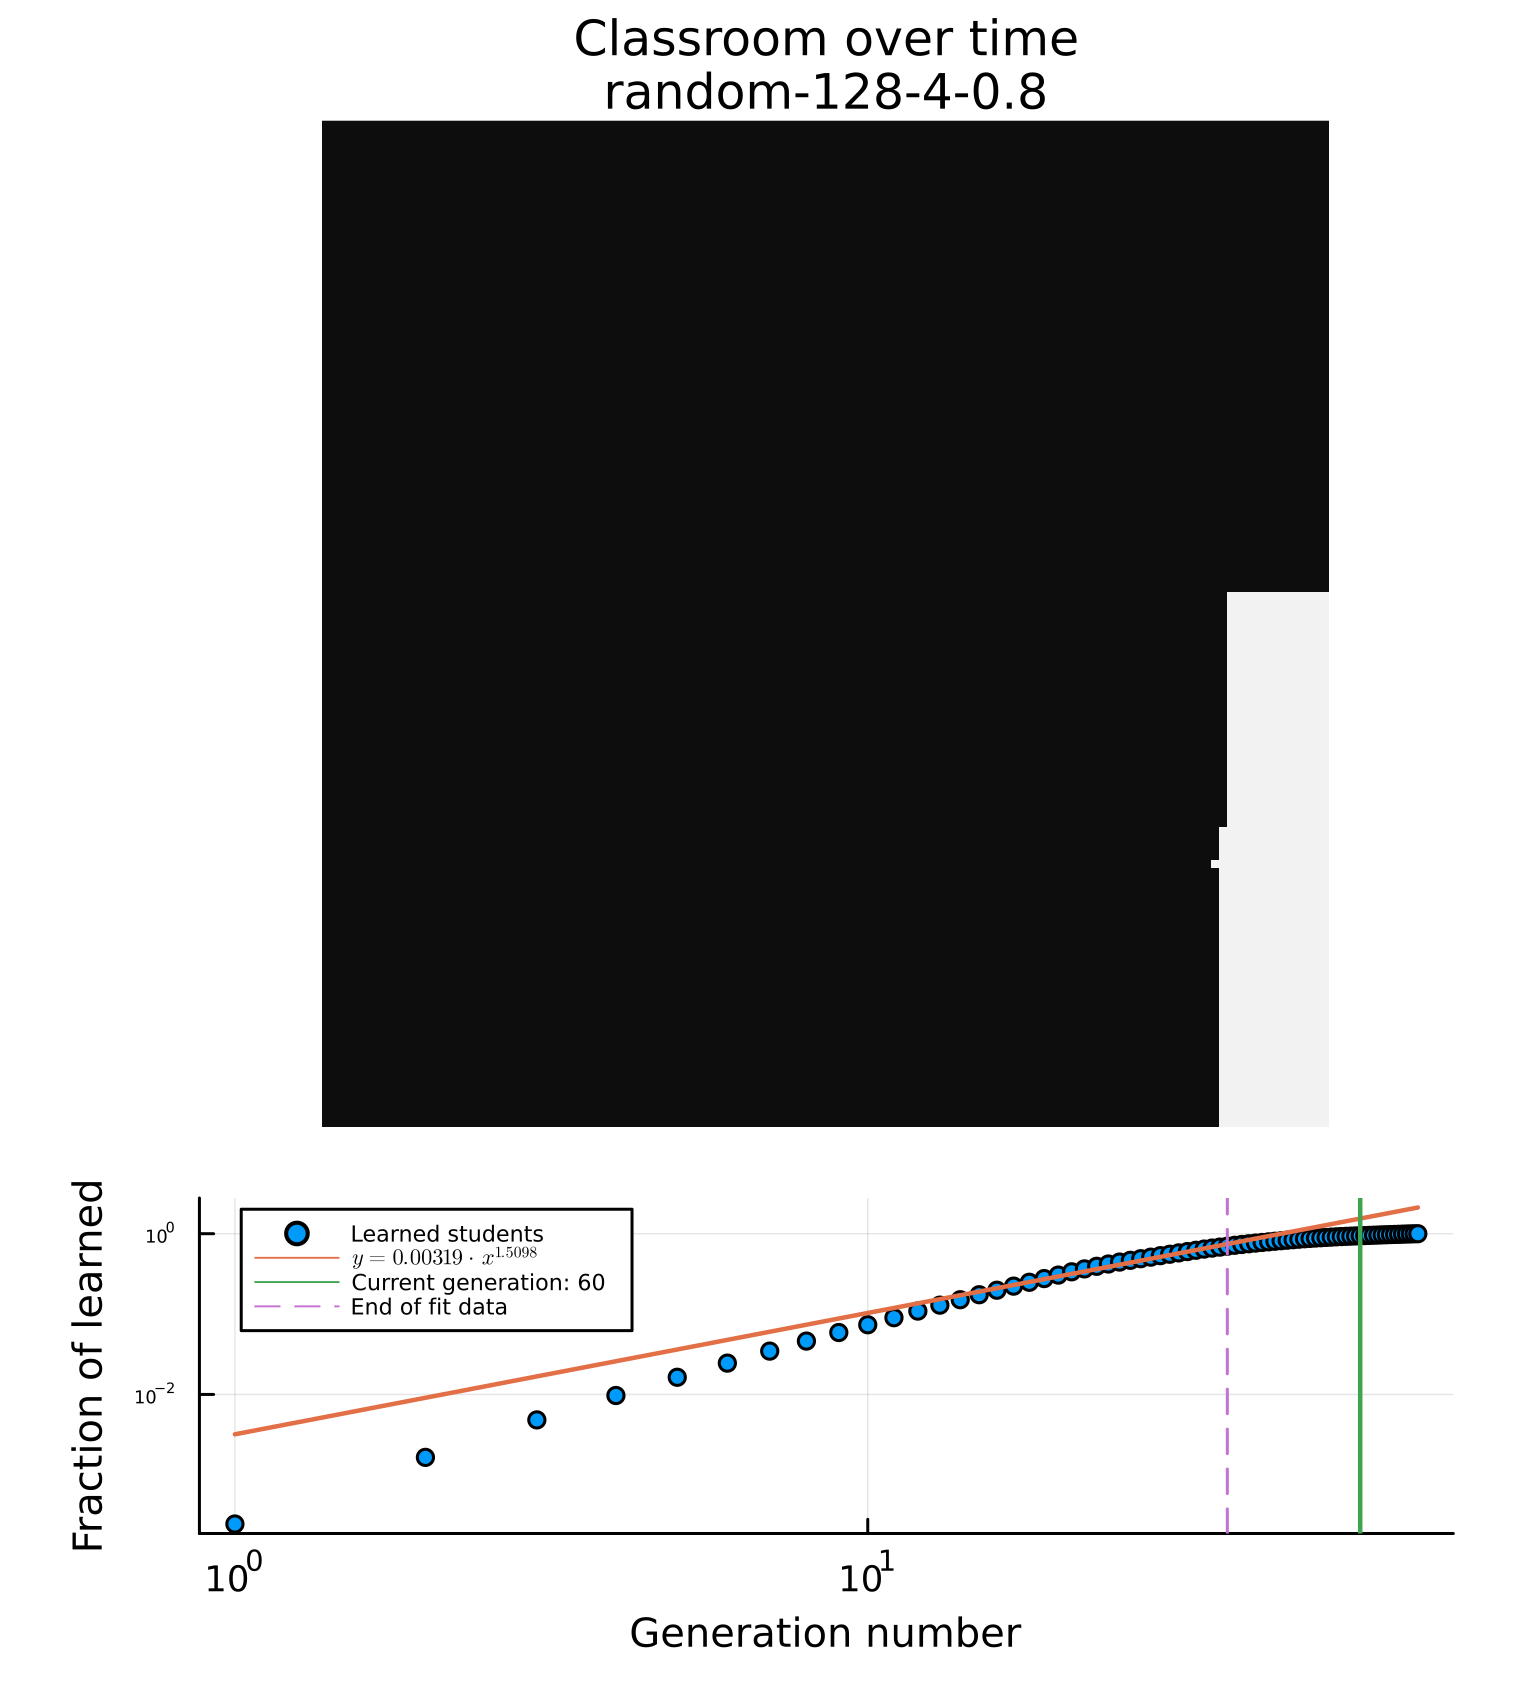 Classroom over time
random-128-4-0.8
Fraction of learned
10^0
10^-2
Learned students
y = 0.00319 · x^1.5098
Current generation: 60
End of fit data
10^0
10^1
Generation number